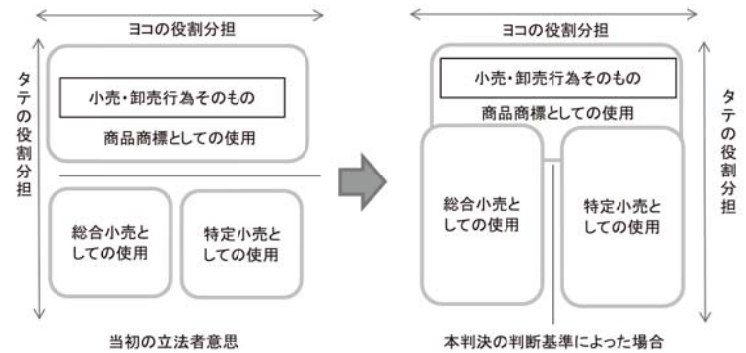 ヨコの役割分担
タテの役割分担
小売・卸売行為そのもの
商品商標としての使用
総合小売と
しての使用
特定小売と
しての使用
当初の立法者意思
ヨコの役割分担
小売・卸売行為そのもの
商品商標としての使用
総合小売とし
ての使用
特定小売とし
ての使用
タテの役割分担
本判決の判断基準によった場合